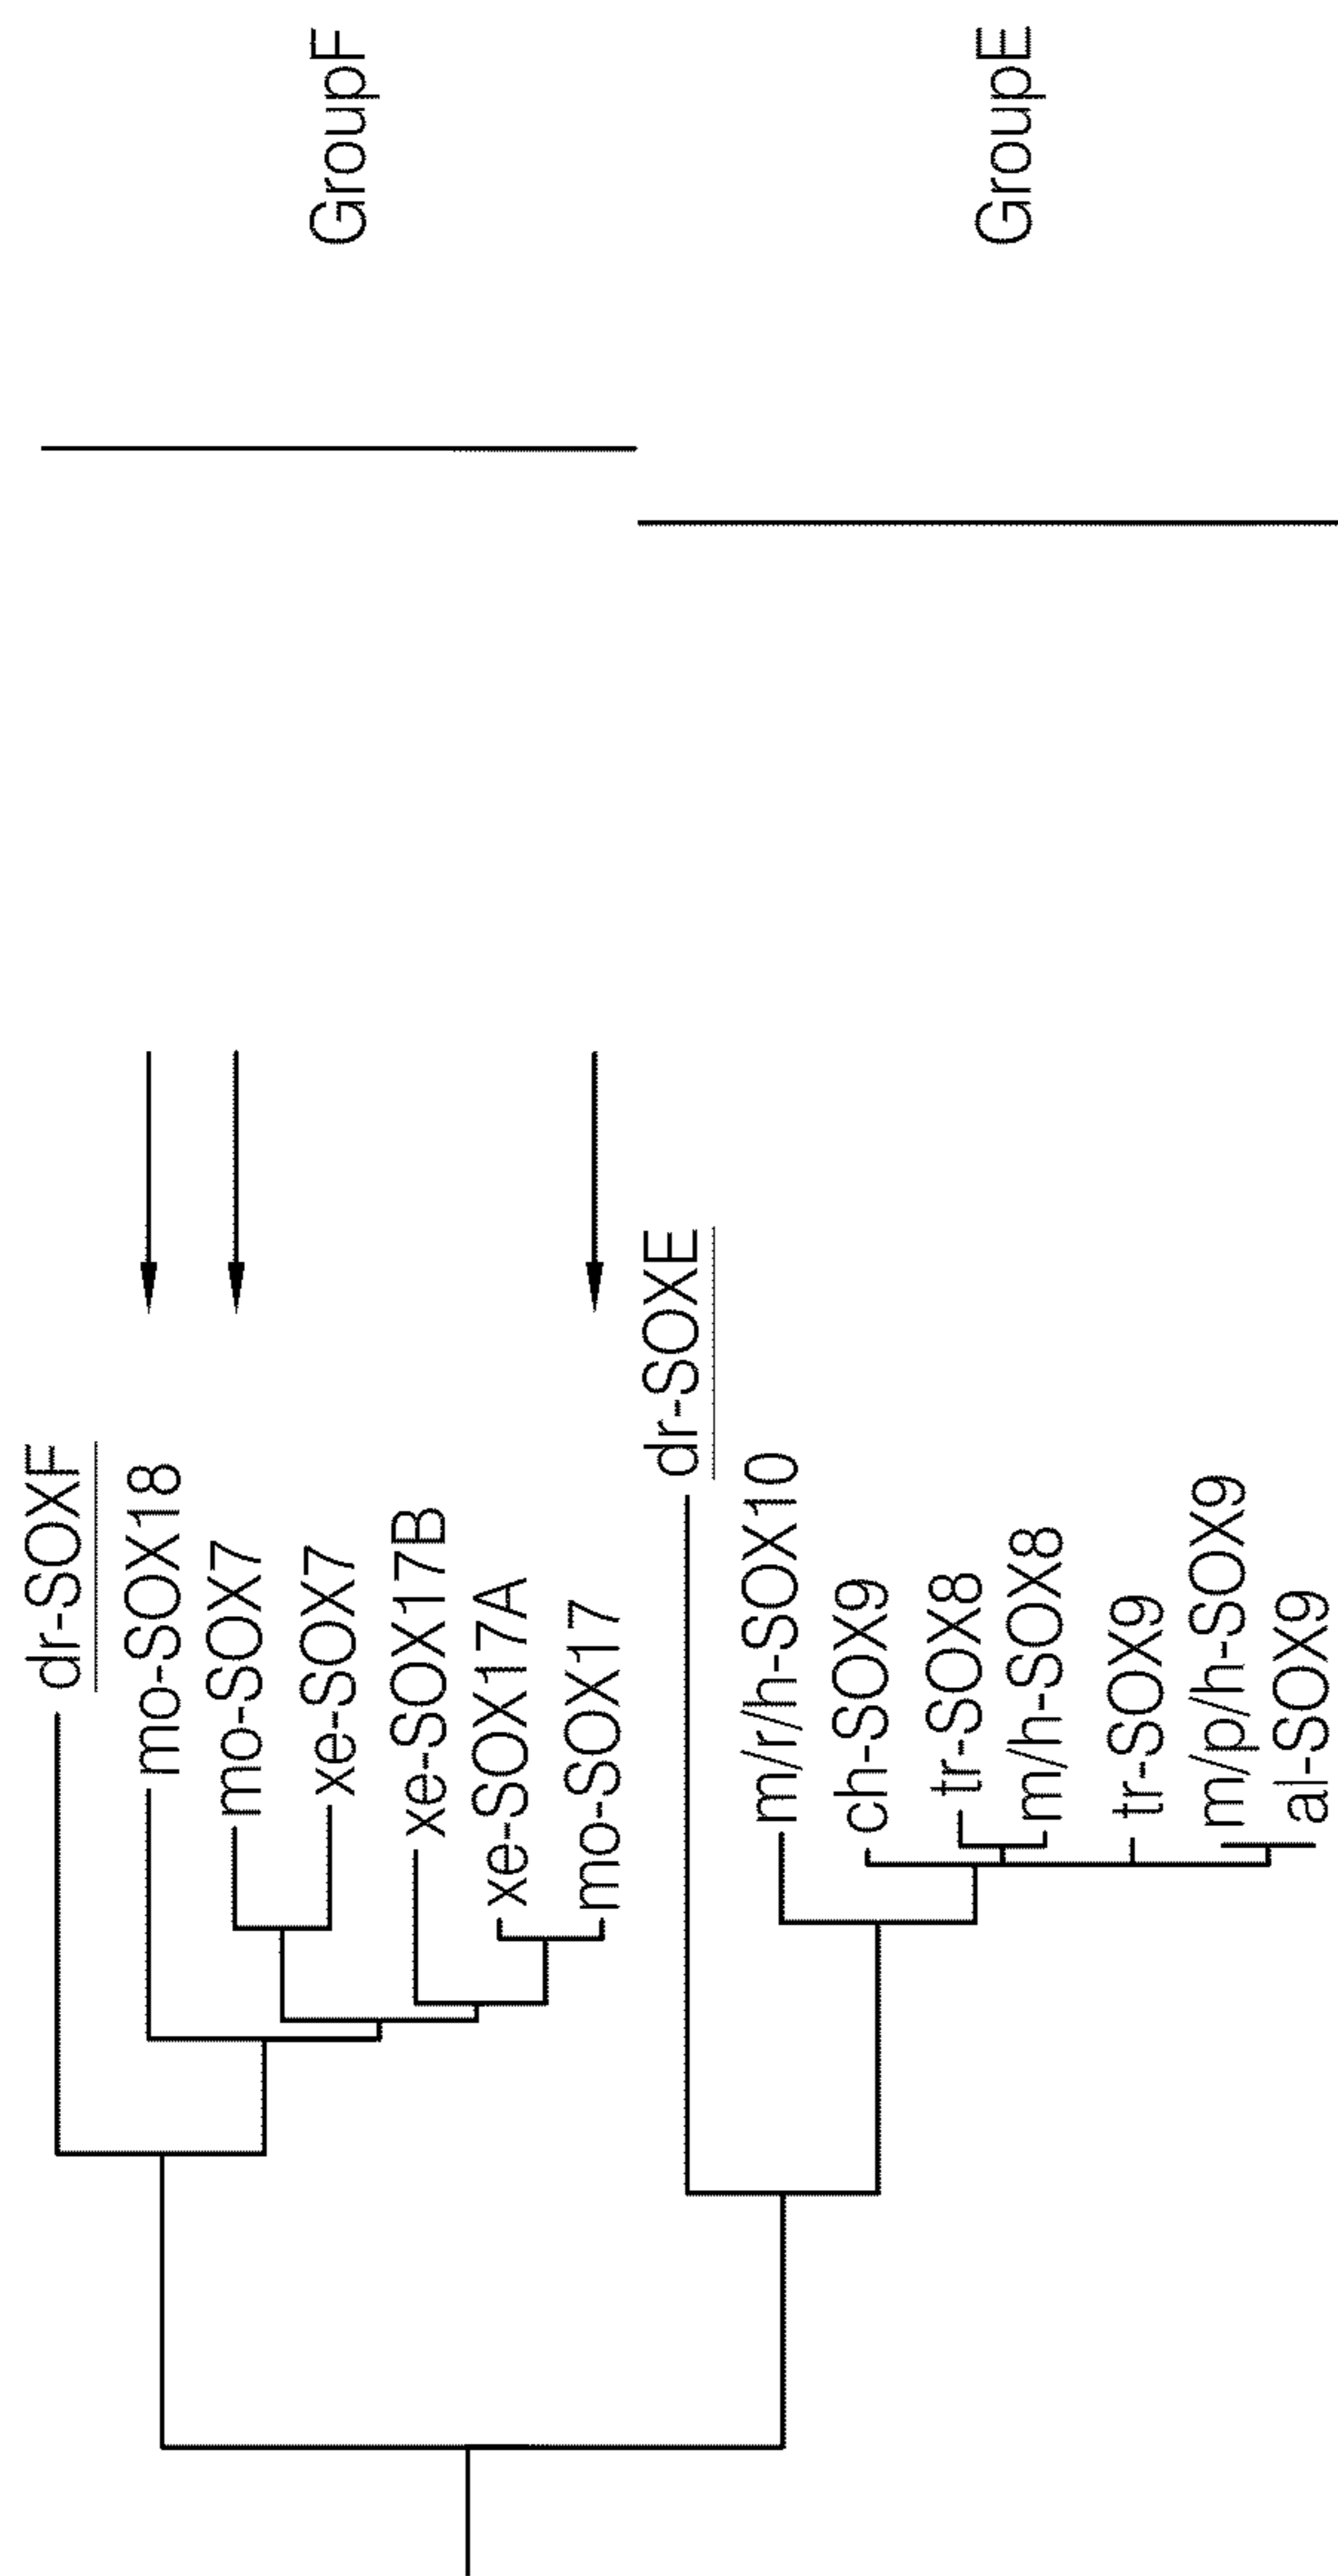 dr-SOXF
mo-SOX18
mo-SOX7
xe-SOX7
xe-SOX17B
xe-SOX17A
mo-SOX17
GroupF
dr-SOXE
m/r/h-SOX10
ch-SOX9
tr-SOX8
m/h-SOX8
tr-SOX9
m/p/h-SOX9
al-SOX9
GroupE